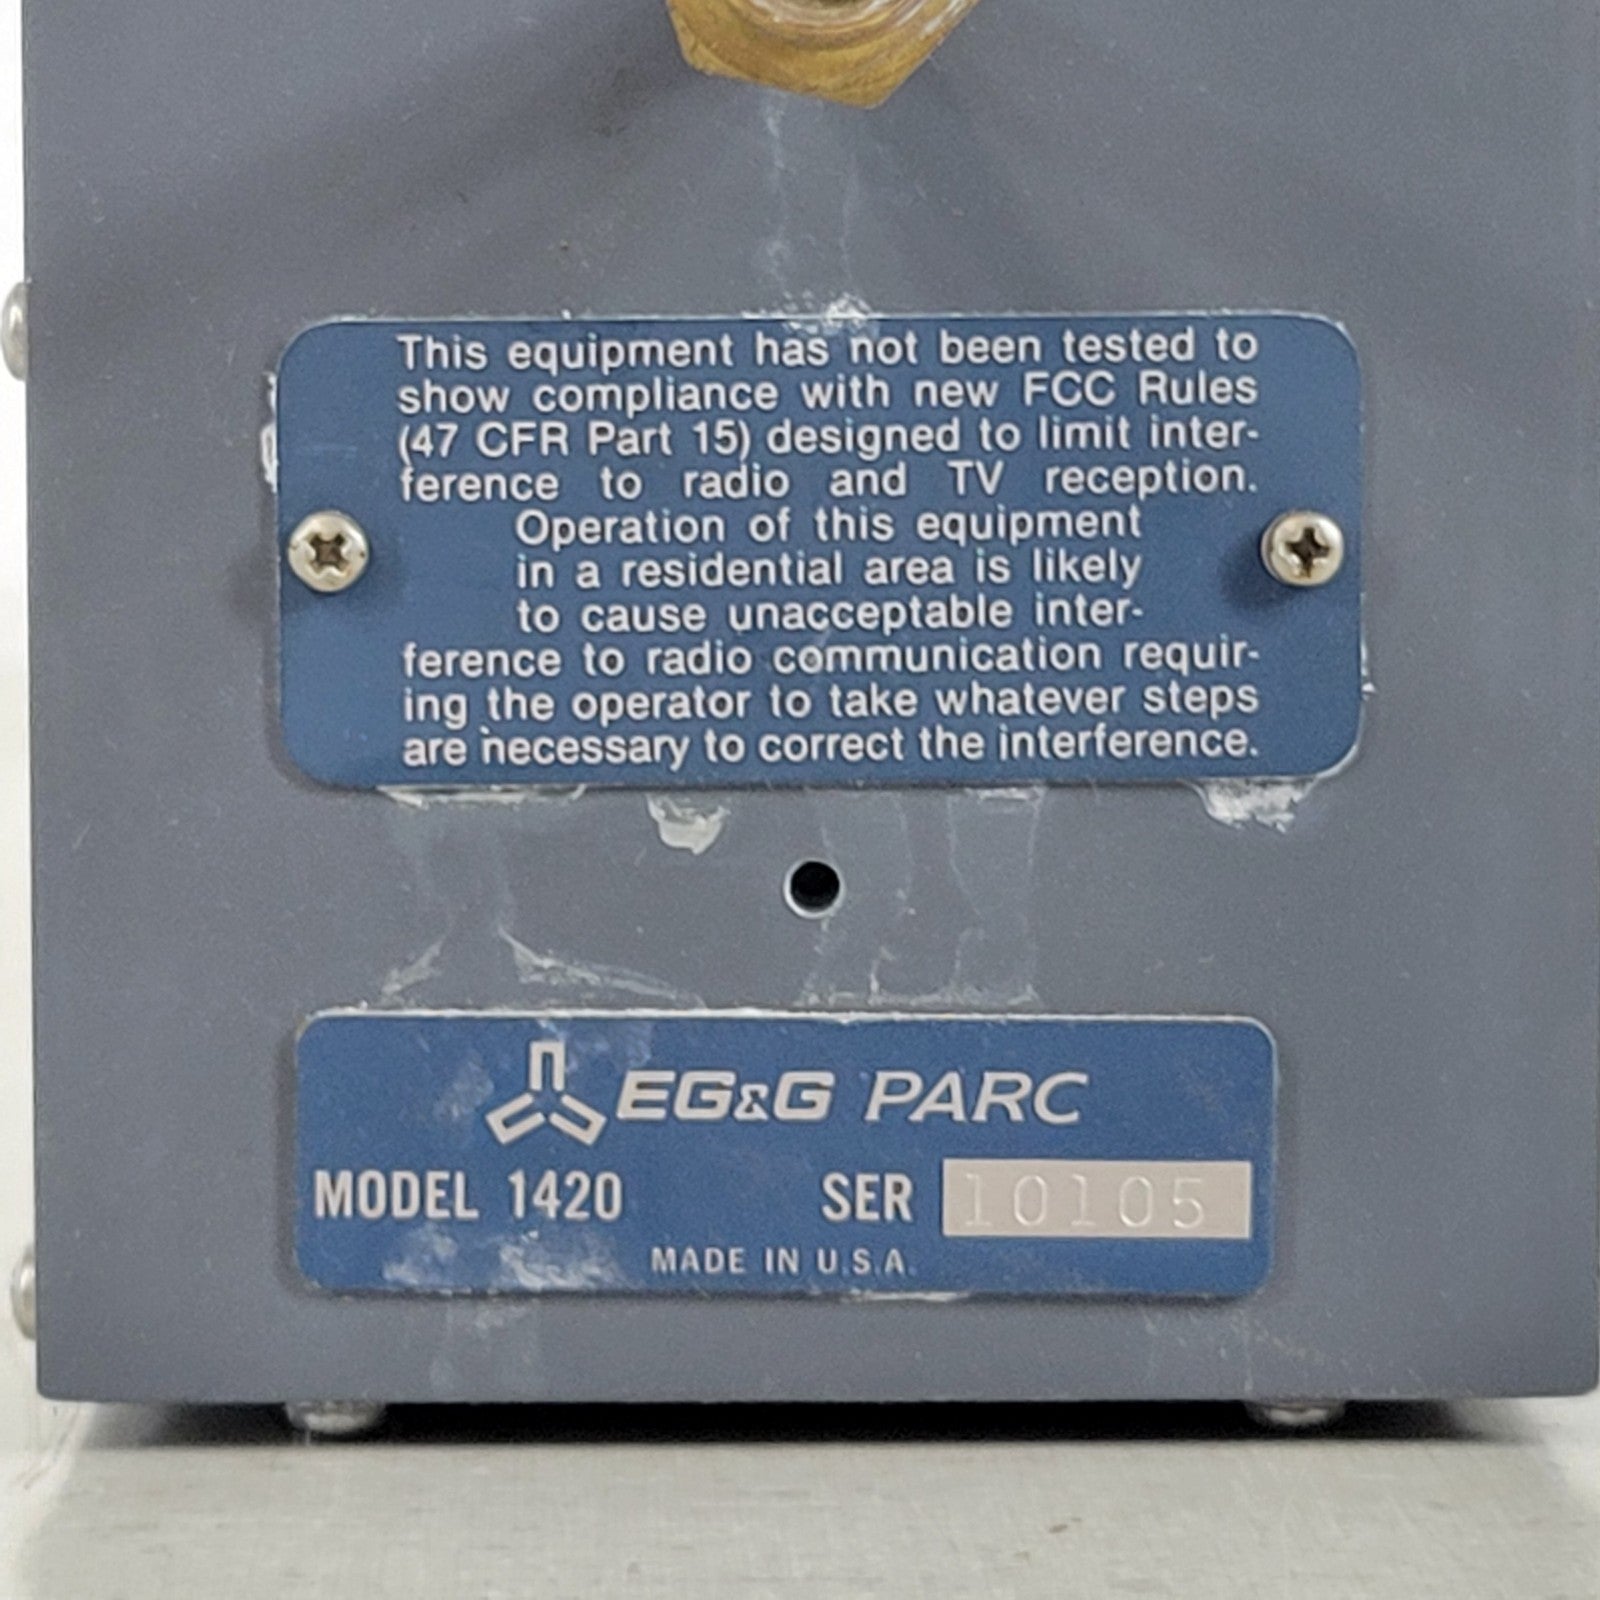 This equipment has not been tested to
show compliance with new FCC Rules
(47 CFR Part 15) designed to limit inter-
ference to radio and TV reception.
Operation of this equipment
in a residential area is likely
to cause unacceptable inter-
ference to radio communication requir-
ing the operator to take whatever steps
are necessary to correct the interference.
EG&G PARC
MODEL 1420 SER 10105
MADE IN U.S.A.